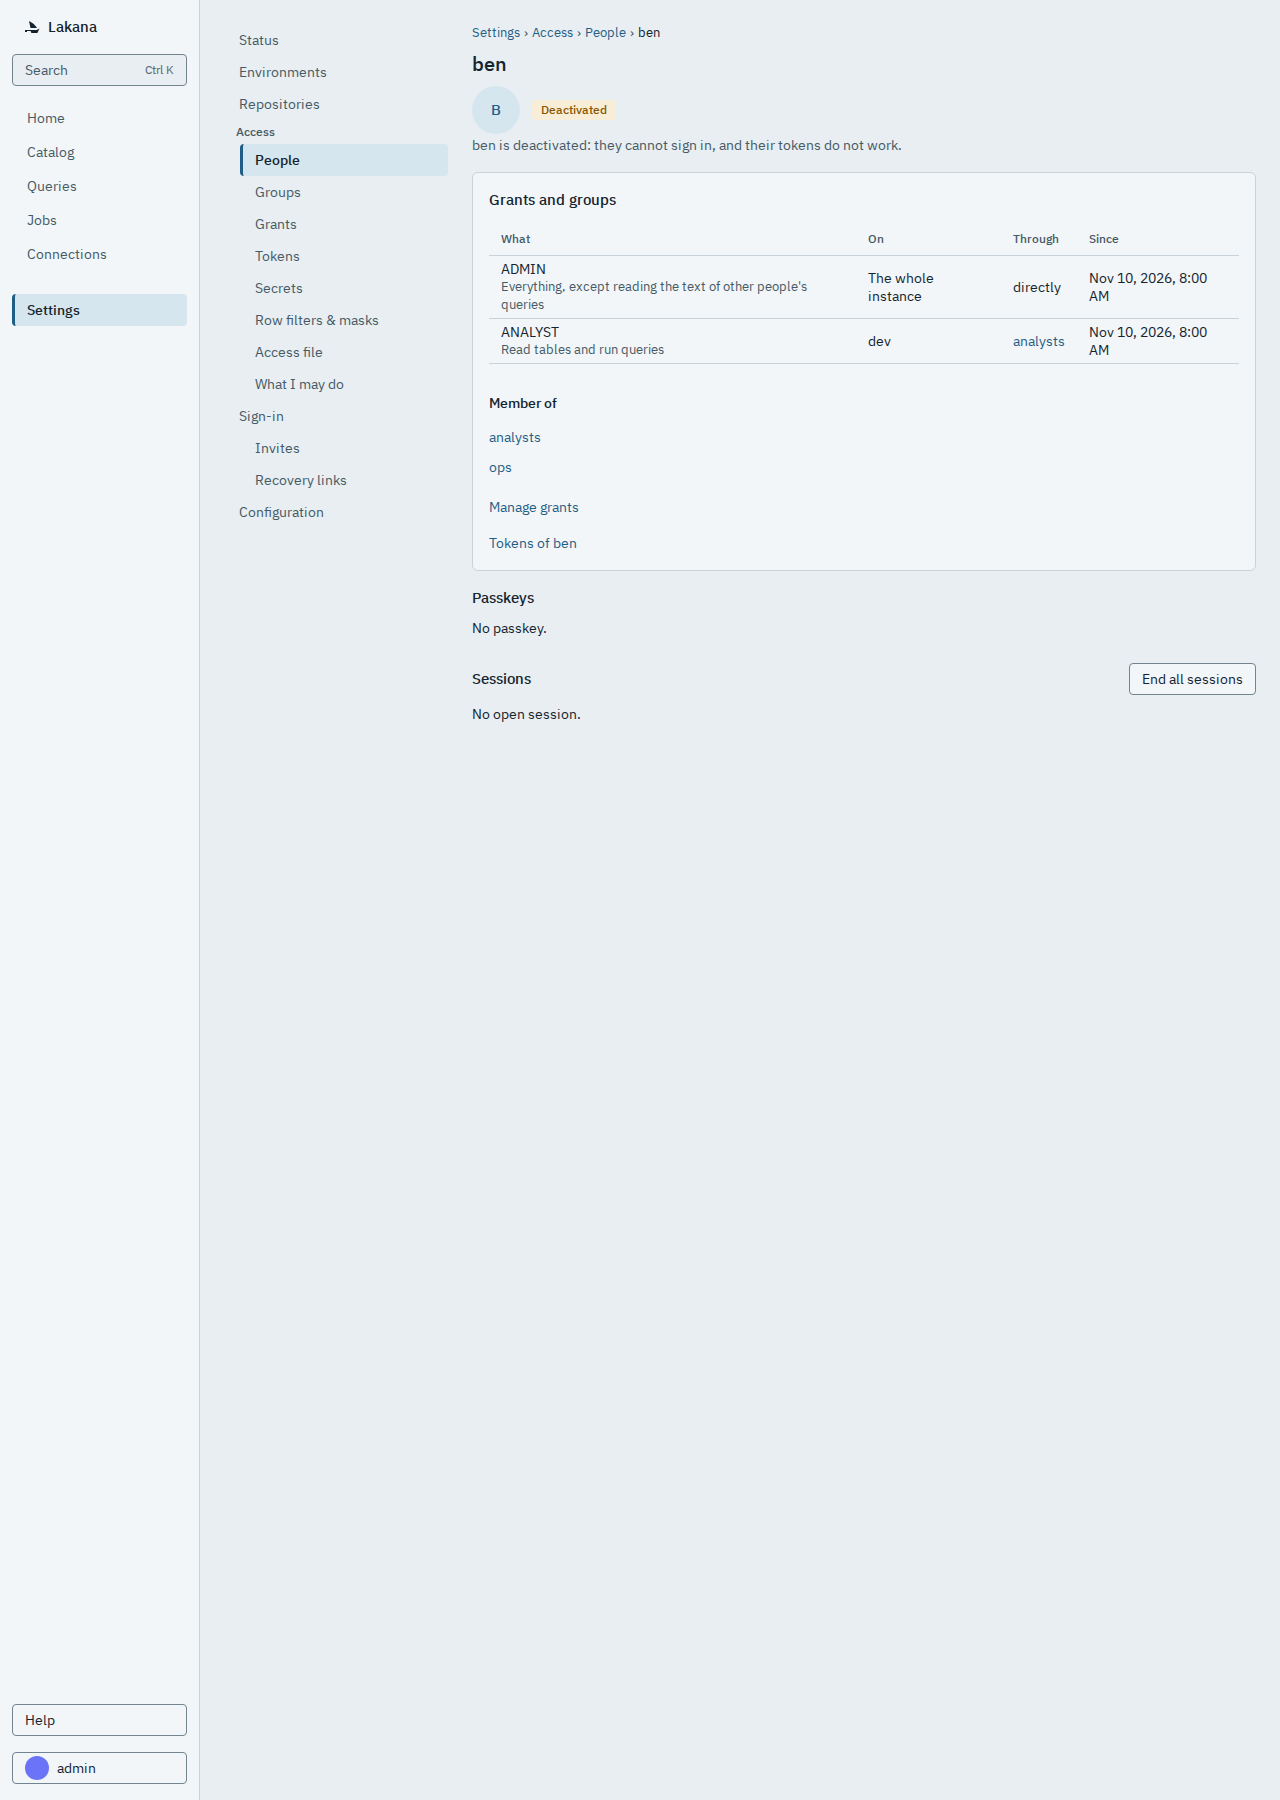 Lakana
Search Ctrl K
Home
Catalog
Queries
Jobs
Connections
Settings
Help
admin
Status
Environments
Repositories
Access
People
Groups
Grants
Tokens
Secrets
Row filters & masks
Access file
What I may do
Sign-in
Invites
Recovery links
Configuration
Settings › Access › People › ben
ben
B Deactivated
ben is deactivated: they cannot sign in, and their tokens do not work.
Grants and groups
What On Through Since
ADMIN
Everything, except reading the text of other people's
queries
The whole
instance
directly
Nov 10, 2026, 8:00
AM
ANALYST
Read tables and run queries
dev
analysts
Nov 10, 2026, 8:00
AM
Member of
analysts
ops
Manage grants
Tokens of ben
Passkeys
No passkey.
Sessions End all sessions
No open session.